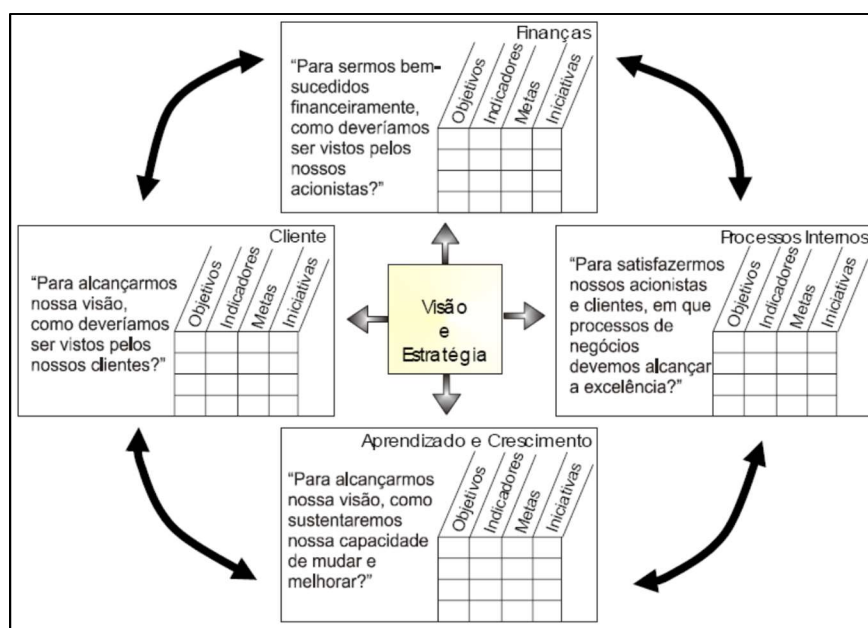 Finanças
Objetivos
Indicadores
Metas
Iniciativas
“Para sermos bem-
sucedidos
financeiramente,
como deveríamos
ser vistos pelos
nossos
acionistas?”
Cliente
Objetivos
Indicadores
Metas
Iniciativas
“Para alcançarmos
nossa visão,
como deveríamos
ser vistos pelos
nossos clientes?”
Visão
e
Estratégia
Processos Internos
Objetivos
Indicadores
Metas
Iniciativas
“Para satisfazermos
nossos acionistas
e clientes, em que
processos de
negócios
devemos alcançar
a excelência?”
Aprendizado e Crescimento
Objetivos
Indicadores
Metas
Iniciativas
“Para alcançarmos
nossa visão, como
sustentaremos
nossa capacidade
de mudar e
melhorar?”